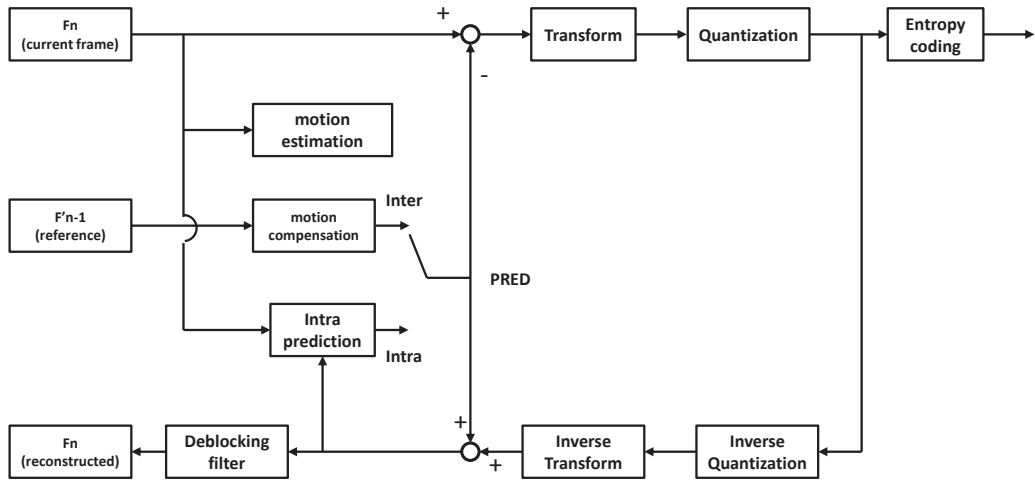 Fn
(current frame)
+
Transform
Quantization
Entropy
coding
-
motion
estimation
F'n-1
(reference)
motion
compensation
Inter
PRED
Intra
prediction
Intra
Fn
(reconstructed)
Deblocking
filter
+
+
Inverse
Transform
Inverse
Quantization